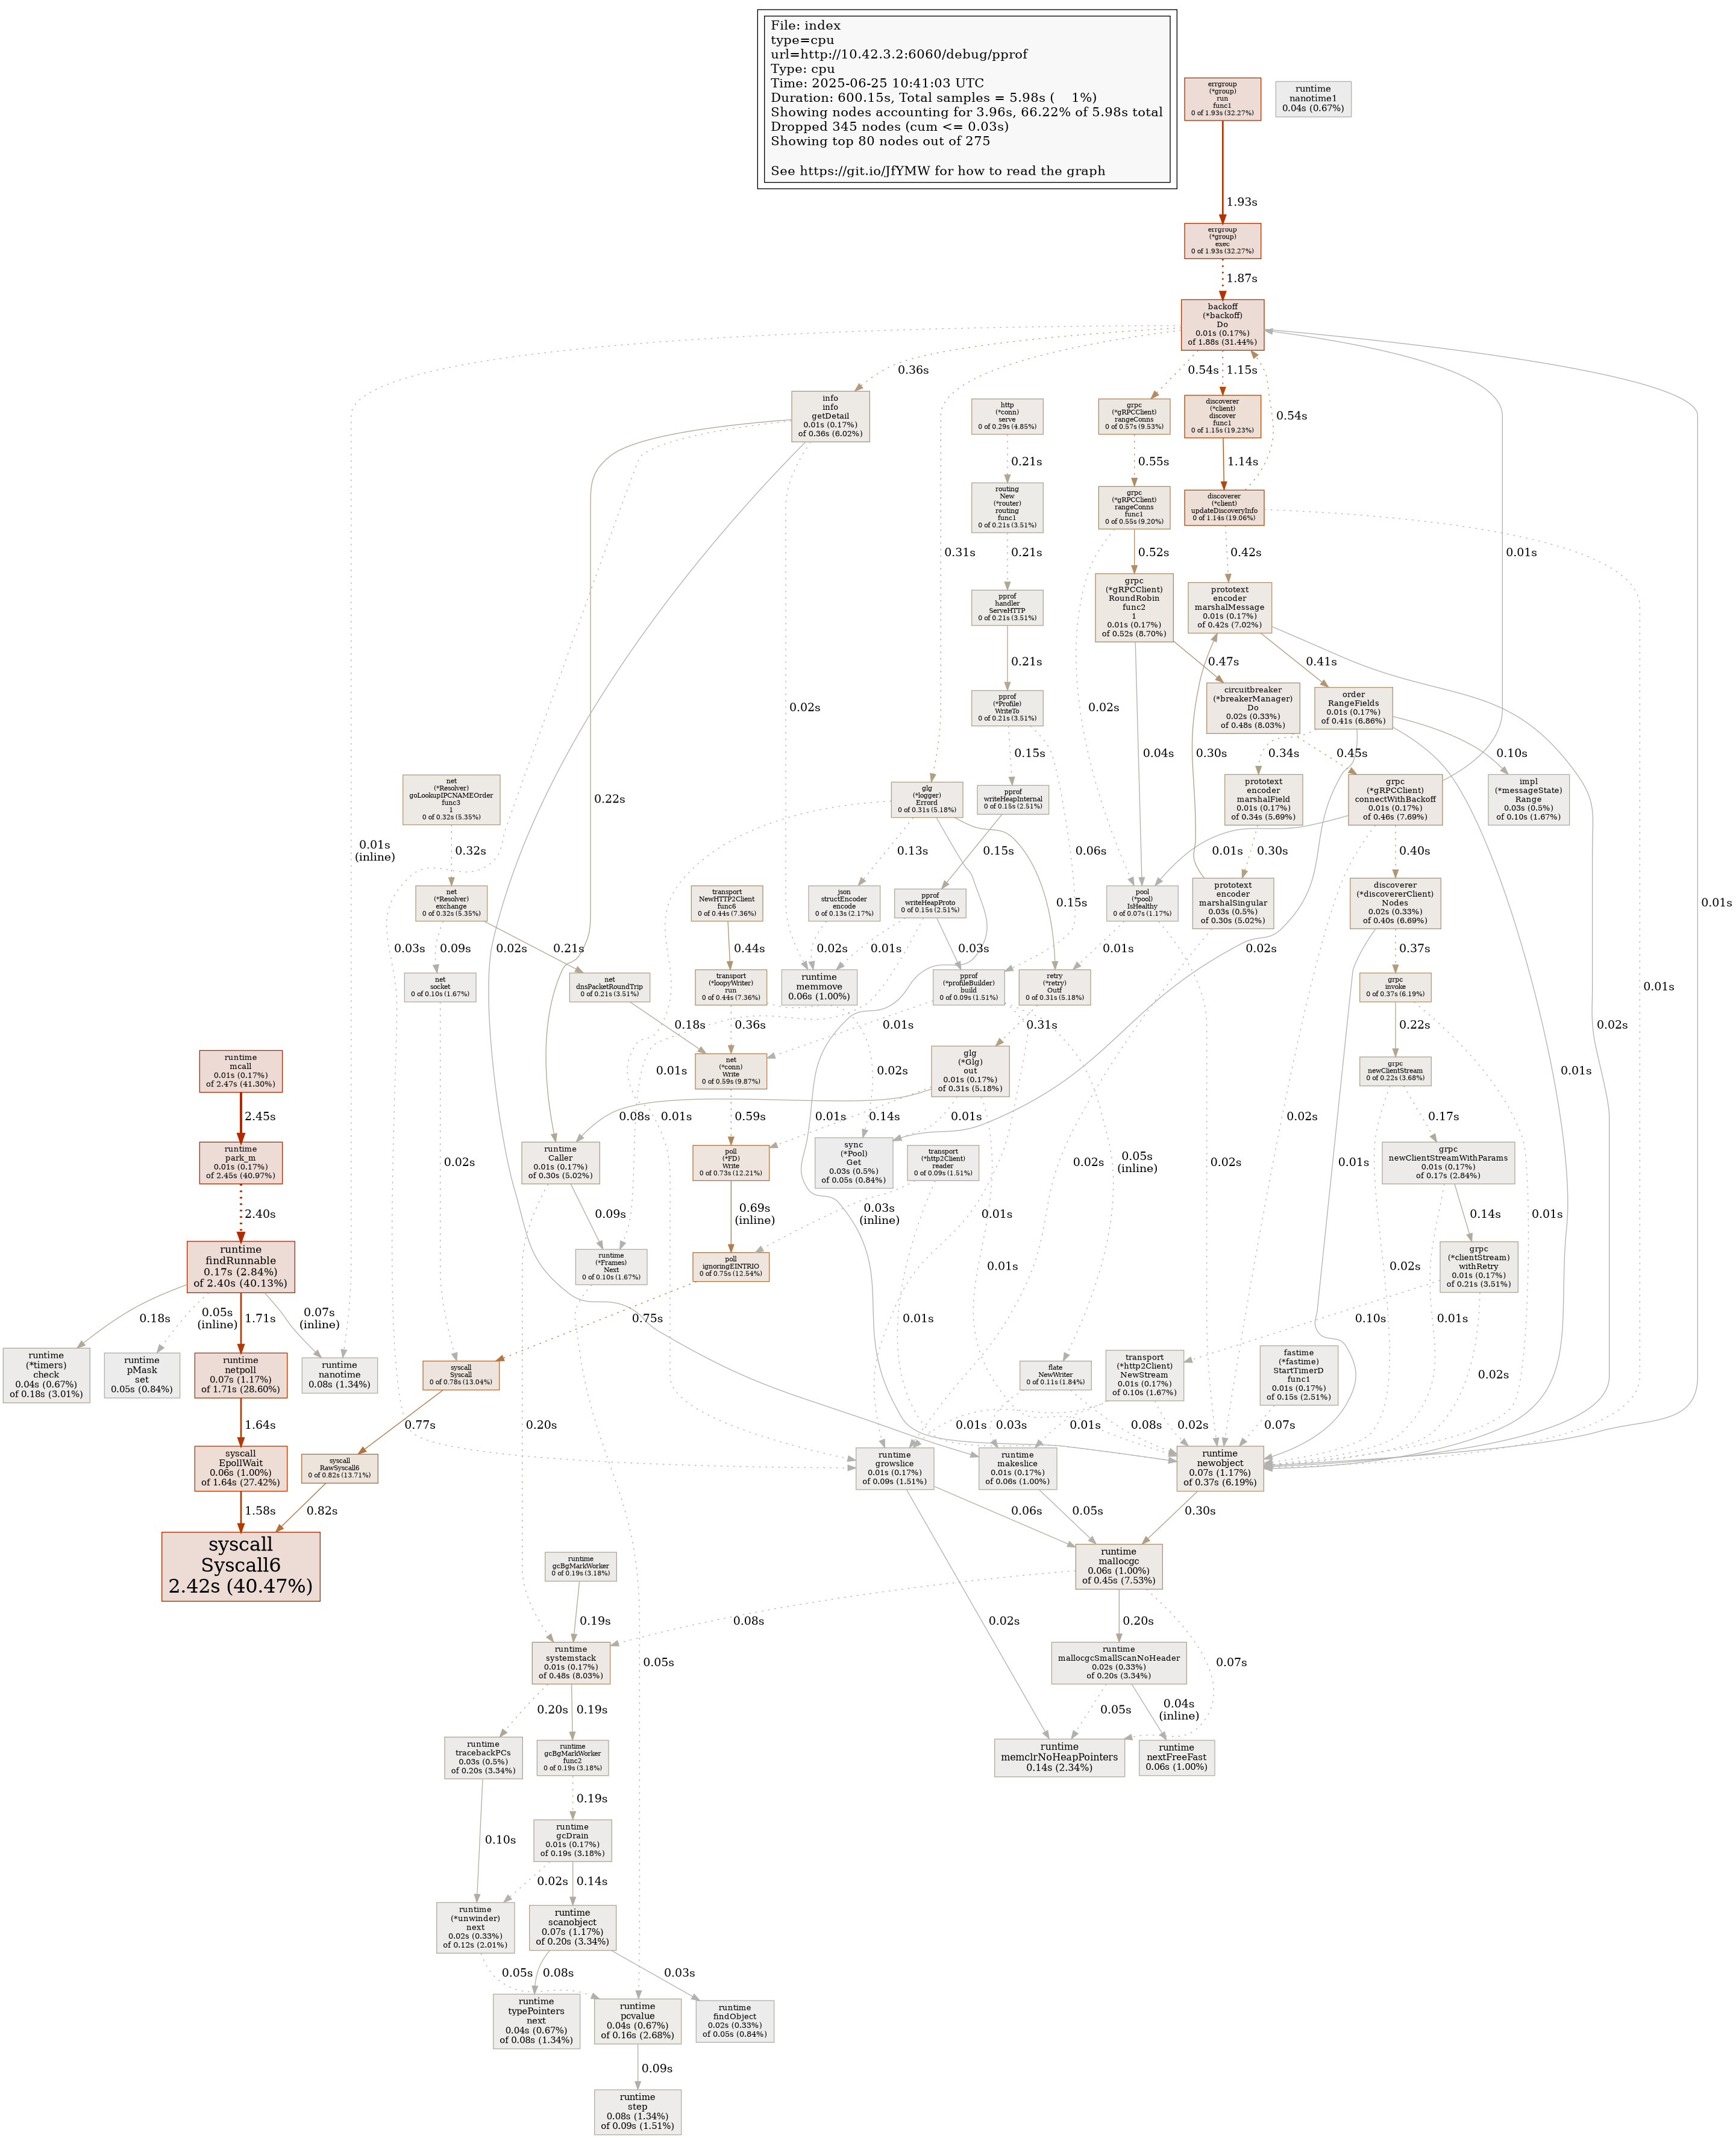 File: index
type=cpu
url=http://10.42.3.2:6060/debug/pprof
Type: cpu
Time: 2025-06-25 10:41:03 UTC
Duration: 600.15s, Total samples = 5.98s ( 1%)
Showing nodes accounting for 3.96s, 66.22% of 5.98s total
Dropped 345 nodes (cum <= 0.03s)
Showing top 80 nodes out of 275
See https://git.io/JfYMW for how to read the graph
errgroup
(*group)
run
func1
0 of 1.93s (32.27%)
runtime
nanotime1
0.04s (0.67%)
1.93s
errgroup
(*group)
exec
0 of 1.93s (32.27%)
1.87s
backoff
(*backoff)
Do
0.01s (0.17%)
of 1.88s (31.44%)
0.36s
0.54s
1.15s
info
info
getDetail
0.01s (0.17%)
of 0.36s (6.02%)
http
(*conn)
serve
0 of 0.29s (4.85%)
grpc
(*gRPCClient)
rangeConns
0 of 0.57s (9.53%)
discoverer
(*client)
discover
func1
0 of 1.15s (19.23%)
0.54s
0.21s
0.55s
1.14s
routing
New
(*router)
routing
func1
0 of 0.21s (3.51%)
grpc
(*gRPCClient)
rangeConns
func1
0 of 0.55s (9.20%)
discoverer
(*client)
updateDiscoveryInfo
0 of 1.14s (19.06%)
0.31s
0.21s
0.52s
0.42s
0.01s
pprof
handler
ServeHTTP
0 of 0.21s (3.51%)
grpc
(*gRPCClient)
RoundRobin
func2
1
0.01s (0.17%)
of 0.52s (8.70%)
prototext
encoder
marshalMessage
0.01s (0.17%)
of 0.42s (7.02%)
0.21s
0.47s
0.41s
pprof
(*Profile)
WriteTo
0 of 0.21s (3.51%)
circuitbreaker
(*breakerManager)
Do
0.02s (0.33%)
of 0.48s (8.03%)
order
RangeFields
0.01s (0.17%)
of 0.41s (6.86%)
0.02s
0.02s
0.15s
0.04s
0.30s
0.34s
0.45s
0.10s
net
(*Resolver)
goLookupIPCNAMEOrder
func3
1
0 of 0.32s (5.35%)
glg
(*logger)
Errord
0 of 0.31s (5.18%)
pprof
writeHeapInternal
0 of 0.15s (2.51%)
prototext
encoder
marshalField
0.01s (0.17%)
of 0.34s (5.69%)
grpc
(*gRPCClient)
connectWithBackoff
0.01s (0.17%)
of 0.46s (7.69%)
impl
(*messageState)
Range
0.03s (0.5%)
of 0.10s (1.67%)
0.22s
0.01s
(inline)
0.32s
0.13s
0.15s
0.06s
0.01s
0.30s
0.40s
net
(*Resolver)
exchange
0 of 0.32s (5.35%)
transport
NewHTTP2Client
func6
0 of 0.44s (7.36%)
json
structEncoder
encode
0 of 0.13s (2.17%)
pprof
writeHeapProto
0 of 0.15s (2.51%)
0.15s
pool
(*pool)
IsHealthy
0 of 0.07s (1.17%)
prototext
encoder
marshalSingular
0.03s (0.5%)
of 0.30s (5.02%)
discoverer
(*discovererClient)
Nodes
0.02s (0.33%)
of 0.40s (6.69%)
0.01s
0.03s
0.09s
0.21s
0.02s
0.44s
0.02s
0.01s
0.03s
0.01s
0.02s
0.37s
net
socket
0 of 0.10s (1.67%)
net
dnsPacketRoundTrip
0 of 0.21s (3.51%)
transport
(*loopyWriter)
run
0 of 0.44s (7.36%)
runtime
memmove
0.06s (1.00%)
pprof
(*profileBuilder)
build
0 of 0.09s (1.51%)
retry
(*retry)
Outf
0 of 0.31s (5.18%)
grpc
invoke
0 of 0.37s (6.19%)
0.01s
0.18s
0.36s
0.01s
0.31s
0.22s
runtime
mcall
0.01s (0.17%)
of 2.47s (41.30%)
net
(*conn)
Write
0 of 0.59s (9.87%)
0.01s
0.02s
glg
(*Glg)
out
0.01s (0.17%)
of 0.31s (5.18%)
0.02s
grpc
newClientStream
0 of 0.22s (3.68%)
0.02s
2.45s
0.08s
0.01s
0.59s
0.01s
0.14s
0.01s
0.17s
runtime
park_m
0.01s (0.17%)
of 2.45s (40.97%)
0.02s
runtime
Caller
0.01s (0.17%)
of 0.30s (5.02%)
poll
(*FD)
Write
0 of 0.73s (12.21%)
sync
(*Pool)
Get
0.03s (0.5%)
of 0.05s (0.84%)
transport
(*http2Client)
reader
0 of 0.09s (1.51%)
0.05s
(inline)
0.02s
0.02s
0.01s
grpc
newClientStreamWithParams
0.01s (0.17%)
of 0.17s (2.84%)
2.40s
0.09s
0.69s
(inline)
0.03s
(inline)
0.01s
0.14s
0.01s
runtime
findRunnable
0.17s (2.84%)
of 2.40s (40.13%)
runtime
(*Frames)
Next
0 of 0.10s (1.67%)
poll
ignoringEINTRIO
0 of 0.75s (12.54%)
0.01s
0.02s
grpc
(*clientStream)
withRetry
0.01s (0.17%)
of 0.21s (3.51%)
0.18s
0.05s
(inline)
1.71s
0.07s
(inline)
0.75s
0.01s
0.01s
0.10s
0.02s
runtime
(*timers)
check
0.04s (0.67%)
of 0.18s (3.01%)
runtime
pMask
set
0.05s (0.84%)
runtime
netpoll
0.07s (1.17%)
of 1.71s (28.60%)
runtime
nanotime
0.08s (1.34%)
syscall
Syscall
0 of 0.78s (13.04%)
flate
NewWriter
0 of 0.11s (1.84%)
transport
(*http2Client)
NewStream
0.01s (0.17%)
of 0.10s (1.67%)
fastime
(*fastime)
StartTimerD
func1
0.01s (0.17%)
of 0.15s (2.51%)
1.64s
0.77s
0.20s
0.01s
0.03s
0.01s
0.08s
0.02s
0.07s
syscall
EpollWait
0.06s (1.00%)
of 1.64s (27.42%)
syscall
RawSyscall6
0 of 0.82s (13.71%)
runtime
growslice
0.01s (0.17%)
of 0.09s (1.51%)
runtime
makeslice
0.01s (0.17%)
of 0.06s (1.00%)
runtime
newobject
0.07s (1.17%)
of 0.37s (6.19%)
1.58s
0.82s
0.06s
0.05s
0.30s
syscall
Syscall6
2.42s (40.47%)
runtime
gcBgMarkWorker
0 of 0.19s (3.18%)
runtime
mallocgc
0.06s (1.00%)
of 0.45s (7.53%)
0.19s
0.08s
0.02s
0.20s
runtime
systemstack
0.01s (0.17%)
of 0.48s (8.03%)
0.05s
runtime
mallocgcSmallScanNoHeader
0.02s (0.33%)
of 0.20s (3.34%)
0.07s
0.20s
0.19s
0.05s
0.04s
(inline)
runtime
tracebackPCs
0.03s (0.5%)
of 0.20s (3.34%)
runtime
gcBgMarkWorker
func2
0 of 0.19s (3.18%)
runtime
memclrNoHeapPointers
0.14s (2.34%)
runtime
nextFreeFast
0.06s (1.00%)
0.19s
0.10s
runtime
gcDrain
0.01s (0.17%)
of 0.19s (3.18%)
0.02s
0.14s
runtime
(*unwinder)
next
0.02s (0.33%)
of 0.12s (2.01%)
runtime
scanobject
0.07s (1.17%)
of 0.20s (3.34%)
0.05s
0.08s
0.03s
runtime
typePointers
next
0.04s (0.67%)
of 0.08s (1.34%)
runtime
pcvalue
0.04s (0.67%)
of 0.16s (2.68%)
runtime
findObject
0.02s (0.33%)
of 0.05s (0.84%)
0.09s
runtime
step
0.08s (1.34%)
of 0.09s (1.51%)